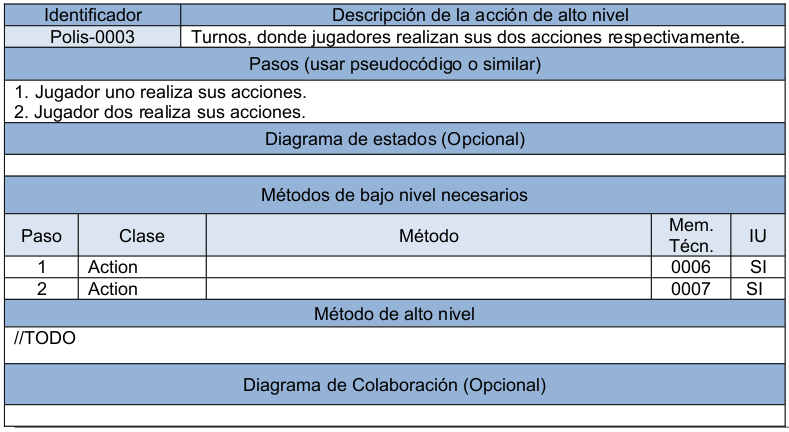 Identificador Descripción de la acción de alto nivel
Polis-0003 Turnos, donde jugadores realizan sus dos acciones respectivamente.
Pasos (usar pseudocódigo o similar)
1. Jugador uno realiza sus acciones.
2. Jugador dos realiza sus acciones.
Diagrama de estados (Opcional)
Métodos de bajo nivel necesarios
Paso Clase Método Mem. Técn. IU
1 Action 0006 SI
2 Action 0007 SI
Método de alto nivel
//TODO
Diagrama de Colaboración (Opcional)